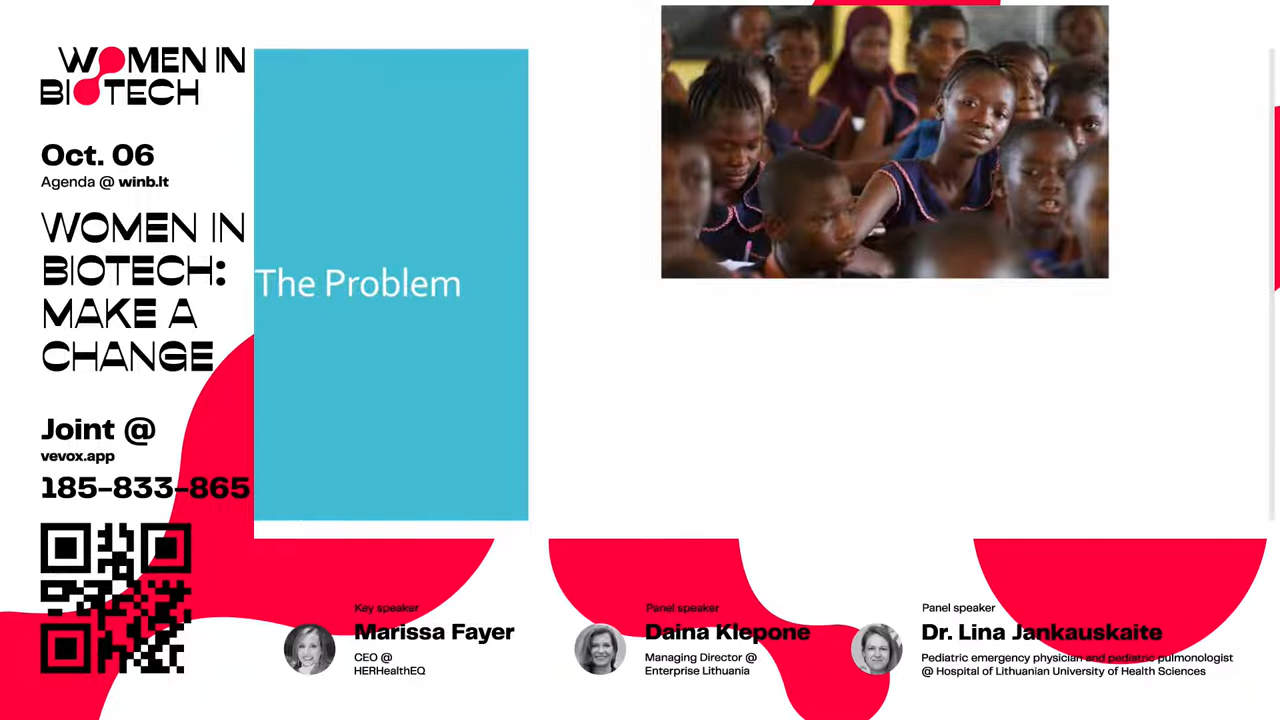 WOMEN IN
BIOTECH
Oct. 06
Agenda @ winb.lt
WOMEN IN
BIOTECH:
MAKE A
CHANGE
Joint @
vevox.app
185-833-865
The Problem
Key speaker
Marissa Fayer
CEO @
HERHealthEQ
Panel speaker
Daina Klepone
Managing Director @
Enterprise Lithuania
Panel speaker
Dr. Lina Jankauskaite
Pediatric emergency physician and pediatric pulmonologist
@ Hospital of Lithuanian University of Health Sciences